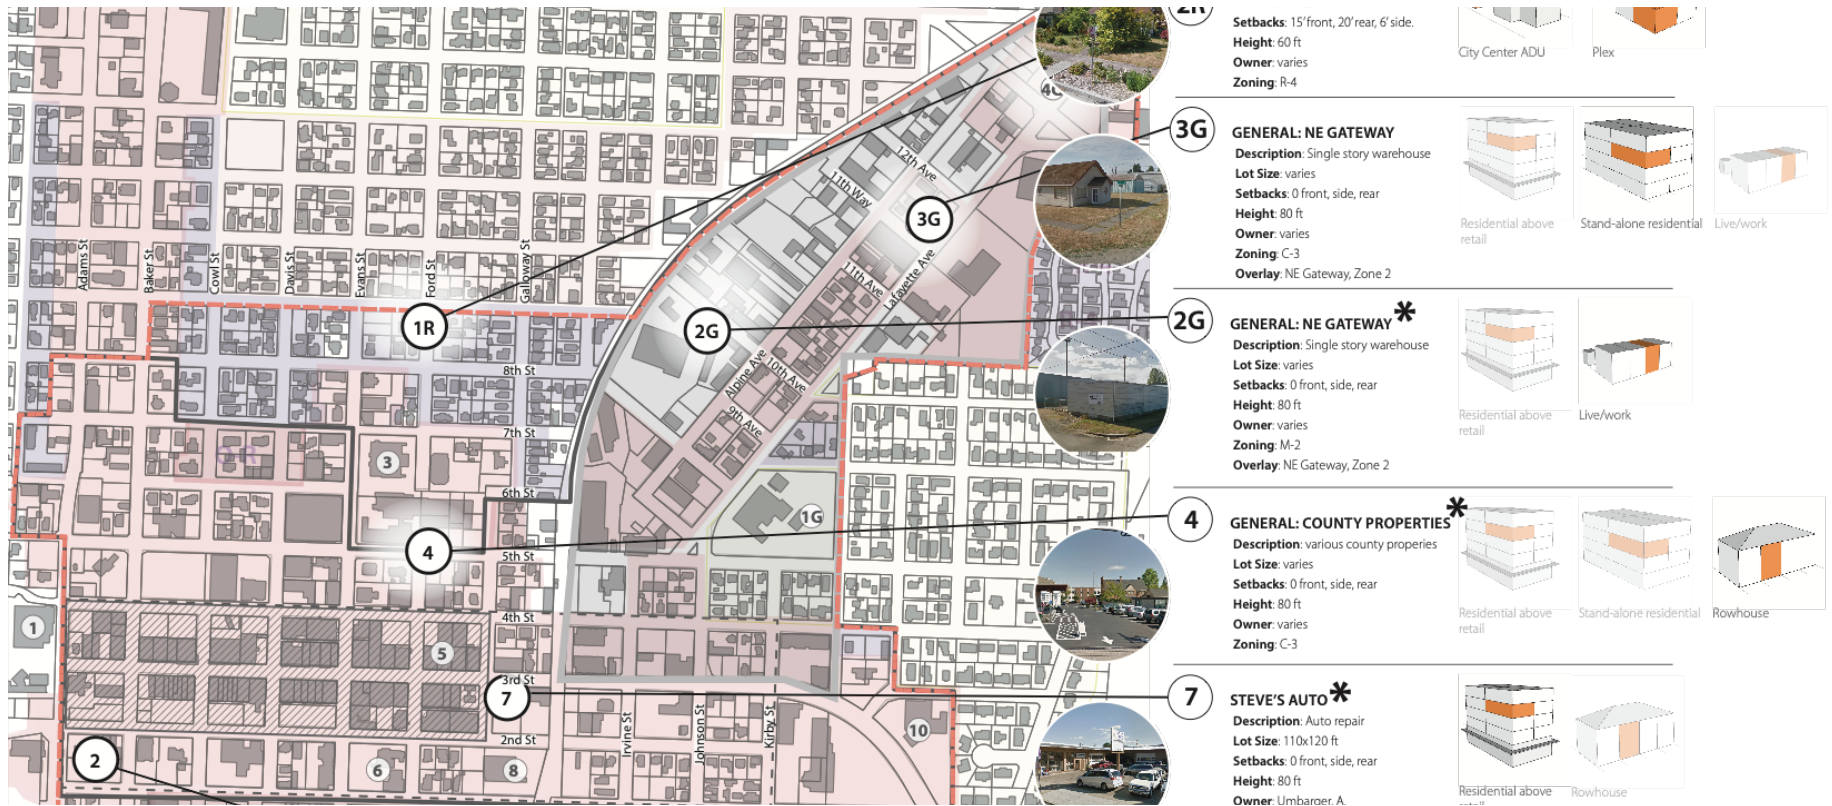 2R
Setbacks: 15' front, 20' rear, 6' side.
Height: 60 ft
Owner: varies
Zoning: R-4
City Center ADU
Plex
3G
GENERAL: NE GATEWAY
Description: Single story warehouse
Lot Size: varies
Setbacks: 0 front, side, rear
Height: 80 ft
Owner: varies
Zoning: C-3
Overlay: NE Gateway, Zone 2
Residential above
retail
Stand-alone residential
Live/work
2G
GENERAL: NE GATEWAY*
Description: Single story warehouse
Lot Size: varies
Setbacks: 0 front, side, rear
Height: 80 ft
Owner: varies
Zoning: M-2
Overlay: NE Gateway, Zone 2
Residential above
retail
Live/work
4
GENERAL: COUNTY PROPERTIES*
Description: various county properies
Lot Size: varies
Setbacks: 0 front, side, rear
Height: 80 ft
Owner: varies
Zoning: C-3
Residential above
retail
Stand-alone residential
Rowhouse
7
STEVE'S AUTO*
Description: Auto repair
Lot Size: 110x120 ft
Setbacks: 0 front, side, rear
Height: 80 ft
Owner: Umbarger, A.
Residential above
retail
Rowhouse
4G
12th Ave
11th Way
3G
Adams St
Baker St
Cowl St
Davis St
Evans St
Ford St
Galloway St
11th Ave
Lafayette Ave
1R
2G
8th St
Alpine Ave
10th Ave
9th Ave
7th St
3
6th St
1G
4
5th St
4th St
1
5
3rd St
7
2nd St
Irvine St
Johnson St
Kirby St
10
2
6
8